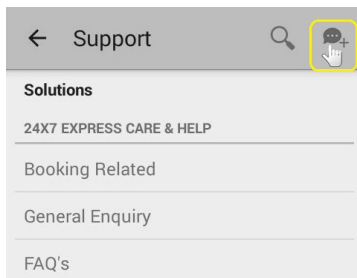 Support
Solutions
24X7 EXPRESS CARE & HELP
Booking Related
General Enquiry
FAQ's